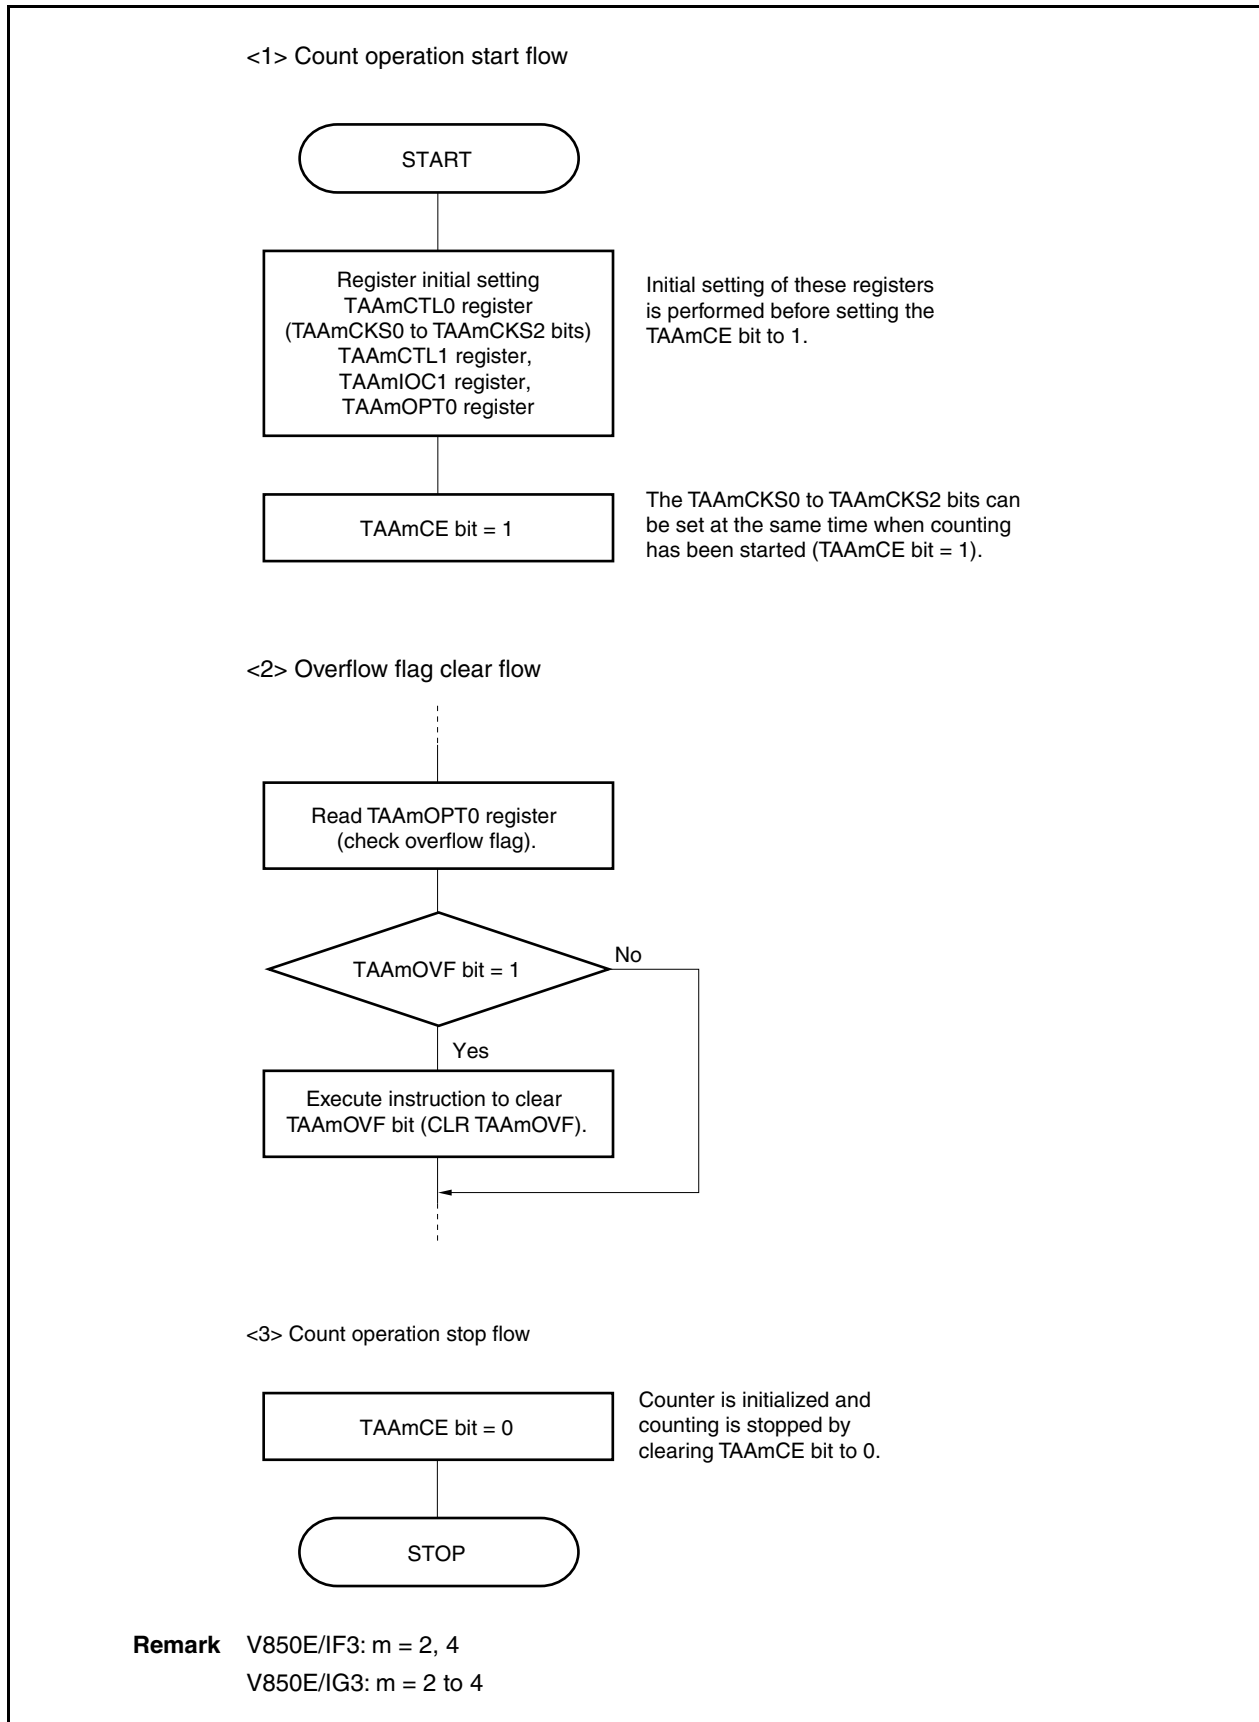 <1> Count operation start flow
START
Register initial setting
TAAmCTL0 register
(TAAmCKS0 to TAAmCKS2 bits)
TAAmCTL1 register,
TAAmIOC1 register,
TAAmOPT0 register
Initial setting of these registers
is performed before setting the
TAAmCE bit to 1.
TAAmCE bit = 1
The TAAmCKS0 to TAAmCKS2 bits can
be set at the same time when counting
has been started (TAAmCE bit = 1).
<2> Overflow flag clear flow
Read TAAmOPT0 register
(check overflow flag).
TAAmOVF bit = 1
No
Yes
Execute instruction to clear
TAAmOVF bit (CLR TAAmOVF).
<3> Count operation stop flow
TAAmCE bit = 0
Counter is initialized and
counting is stopped by
clearing TAAmCE bit to 0.
STOP
Remark V850E/IF3: m = 2, 4
V850E/IG3: m = 2 to 4